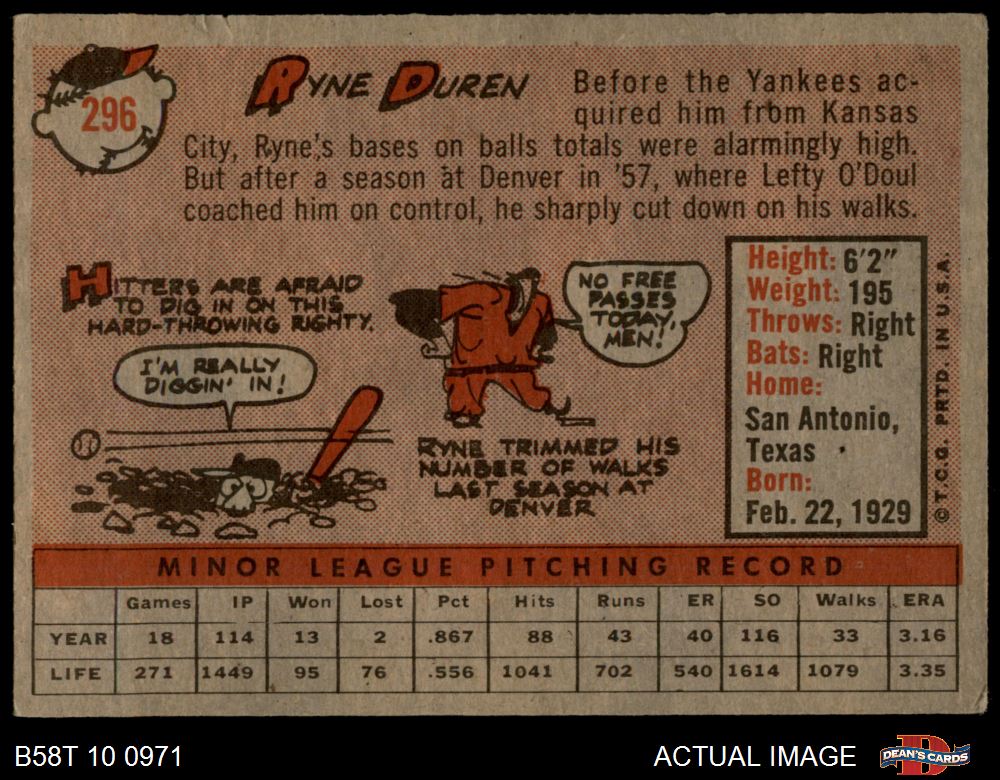 296
RYNE DUREN
Before the Yankees ac-
quired him from Kansas
City, Ryne's bases on balls totals were alarmingly high.
But after a season at Denver in '57, where Lefty O'Doul
coached him on control, he sharply cut down on his walks.
HITTERS ARE AFRAID
TO DIG IN ON THIS
HARD-THROWING RIGHTY.
I'M REALLY
DIGGIN' IN!
NO FREE
PASSES
TODAY,
MEN!
RYNE TRIMMED HIS
NUMBER OF WALKS
LAST SEASON AT
DENVER
Height: 6'2"
Weight: 195
Throws: Right
Bats: Right
Home:
San Antonio,
Texas
Born:
Feb. 22, 1929
© T.C.G. PRTD. IN U.S.A.
MINOR LEAGUE PITCHING RECORD
Games IP Won Lost Pct Hits Runs ER SO Walks ERA
YEAR 18 114 13 2 .867 88 43 40 116 33 3.16
LIFE 271 1449 95 76 .556 1041 702 540 1614 1079 3.35
B58T 10 0971
ACTUAL IMAGE
D
DEAN'S CARDS